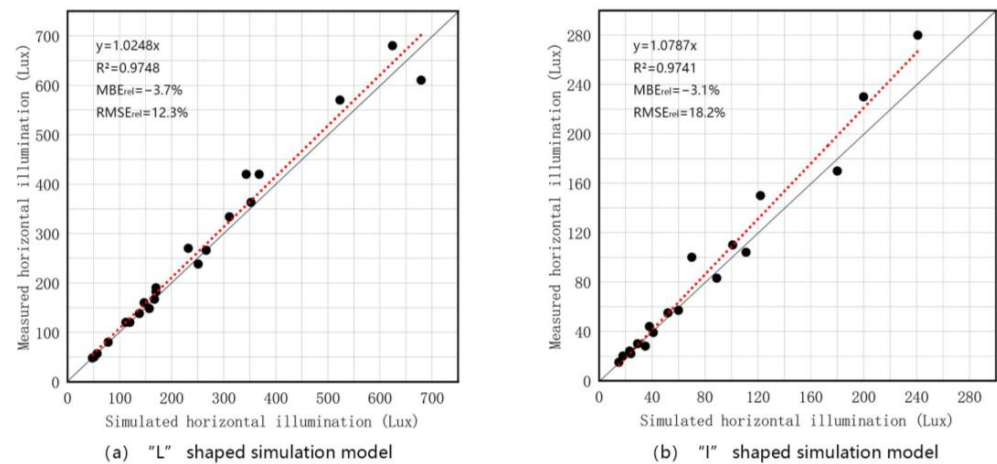 Measured horizontal illumination (Lux)
700
600
500
400
300
200
100
0
y=1.0248x
R²=0.9748
MBErel=−3.7%
RMSErel=12.3%
0 100 200 300 400 500 600 700
Simulated horizontal illumination (Lux)
(a) “L” shaped simulation model
Measured horizontal illumination (Lux)
280
240
200
160
120
80
40
0
y=1.0787x
R²=0.9741
MBErel=−3.1%
RMSErel=18.2%
0 40 80 120 160 200 240 280
Simulated horizontal illumination (Lux)
(b) “I” shaped simulation model